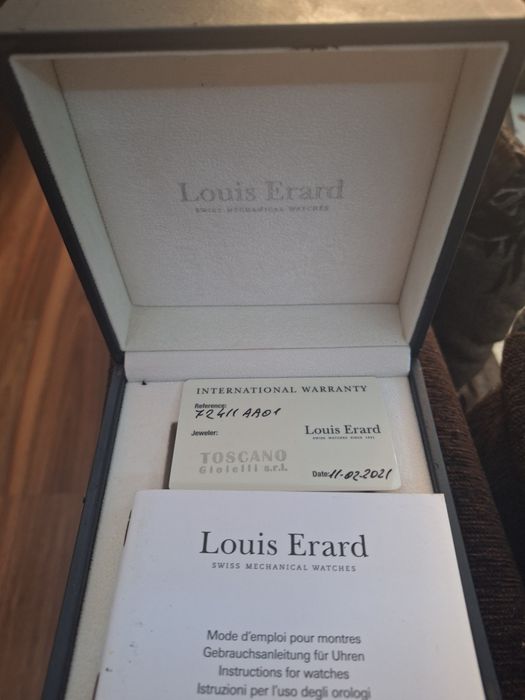 Louis Erard
SWISS MECHANICAL WATCHES
INTERNATIONAL WARRANTY
Reference:
72411AA01
Jeweler:
Louis Erard
SWISS WATCHES SINCE 1931
TOSCANO
Gioielli s.r.l.
Date: 11-02-2021
Louis Erard
SWISS MECHANICAL WATCHES
Mode d'emploi pour montres
Gebrauchsanleitung für Uhren
Instructions for watches
Istruzioni per l'uso degli orologi